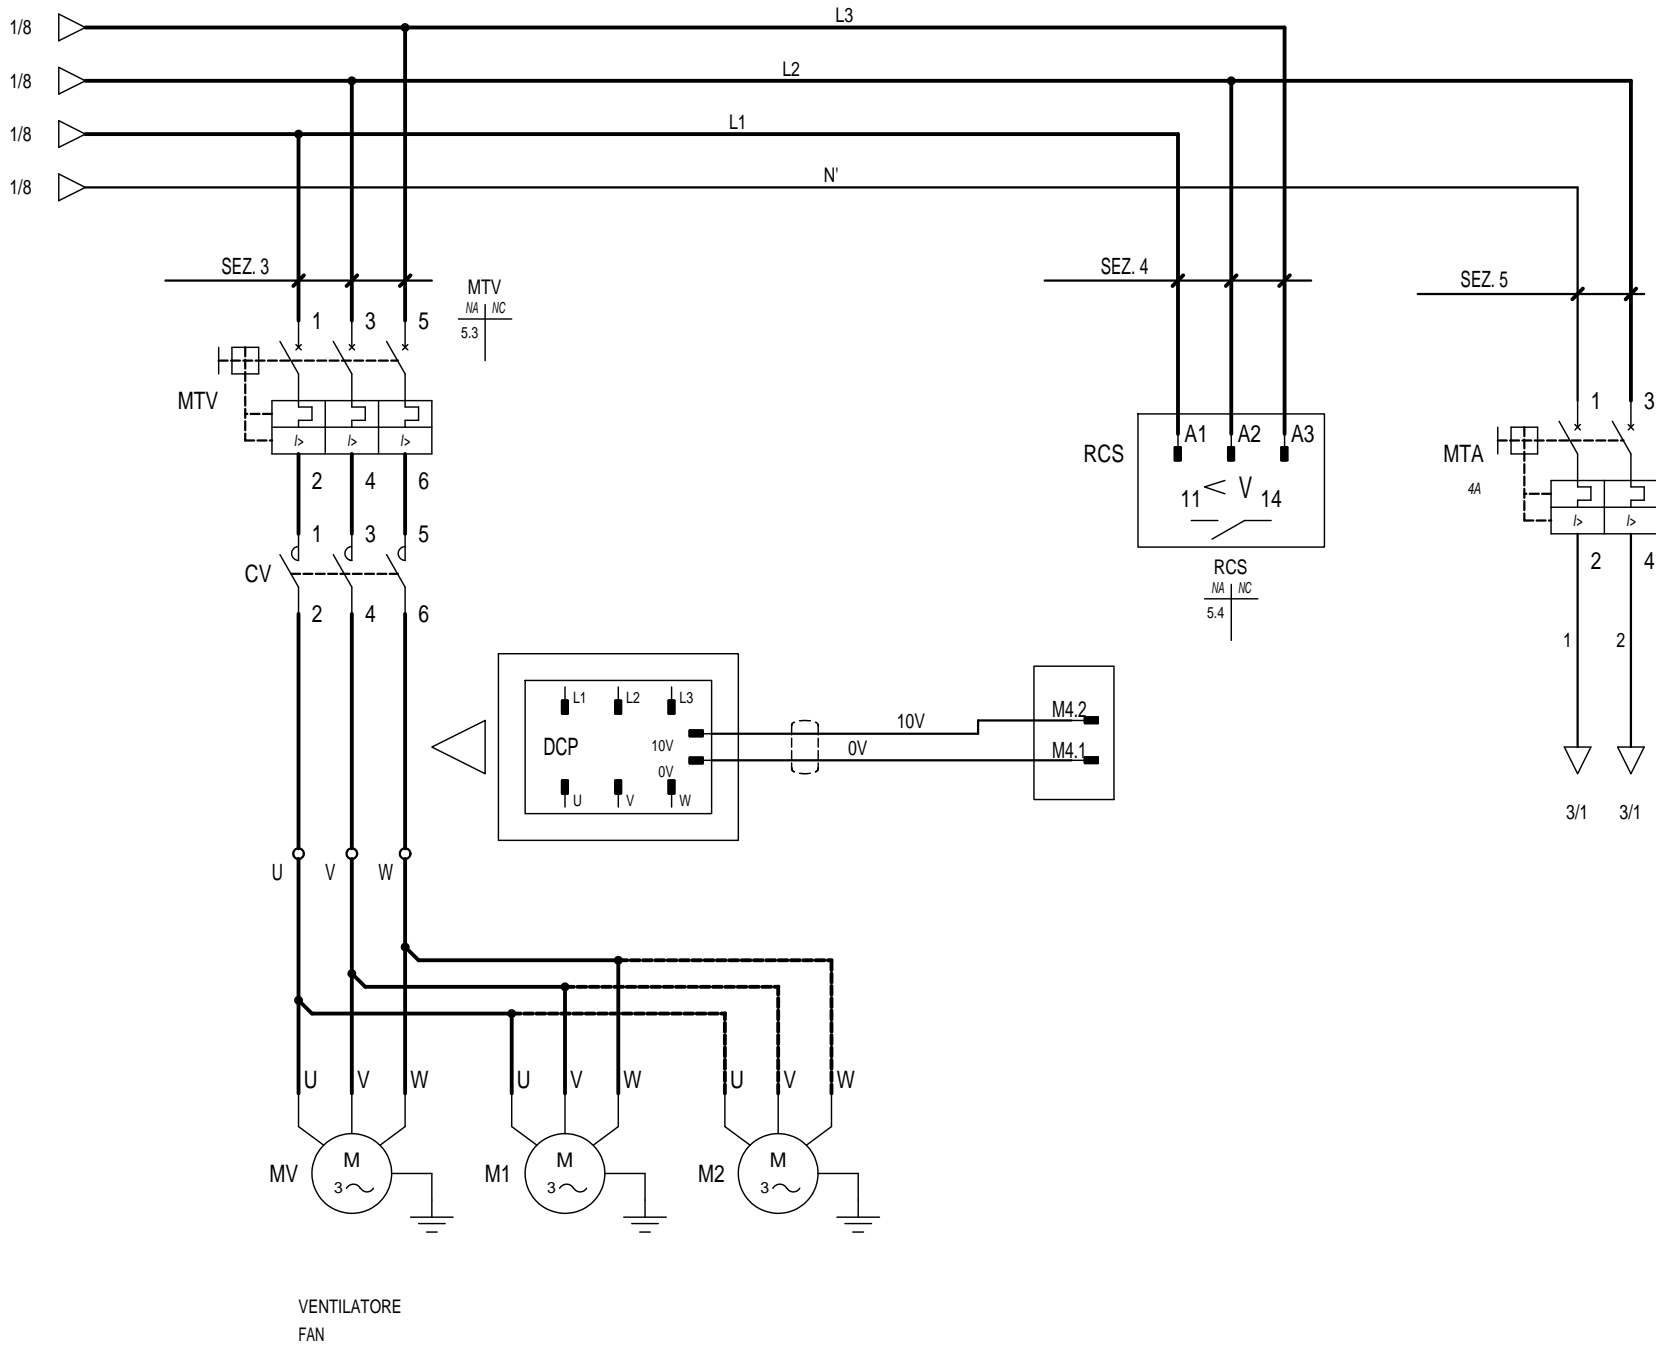 1/8 L3
1/8 L2
1/8 L1
1/8 N'
SEZ. 3 SEZ. 4 SEZ. 5
MTV
NA NC
5.3
1 3 5
MTV
I> I> I>
2 4 6
1 3 5
CV
2 4 6
RCS A1 A2 A3
11 < V 14
RCS
NA NC
5.4
1 3
MTA
4A
I> I>
2 4
1 2
3/1 3/1
L1 L2 L3
DCP 10V
0V
U V W
10V M4.2
0V M4.1
U V W
U V W U V W U V W
MV M 3 M1 M 3 M2 M 3
VENTILATORE
FAN